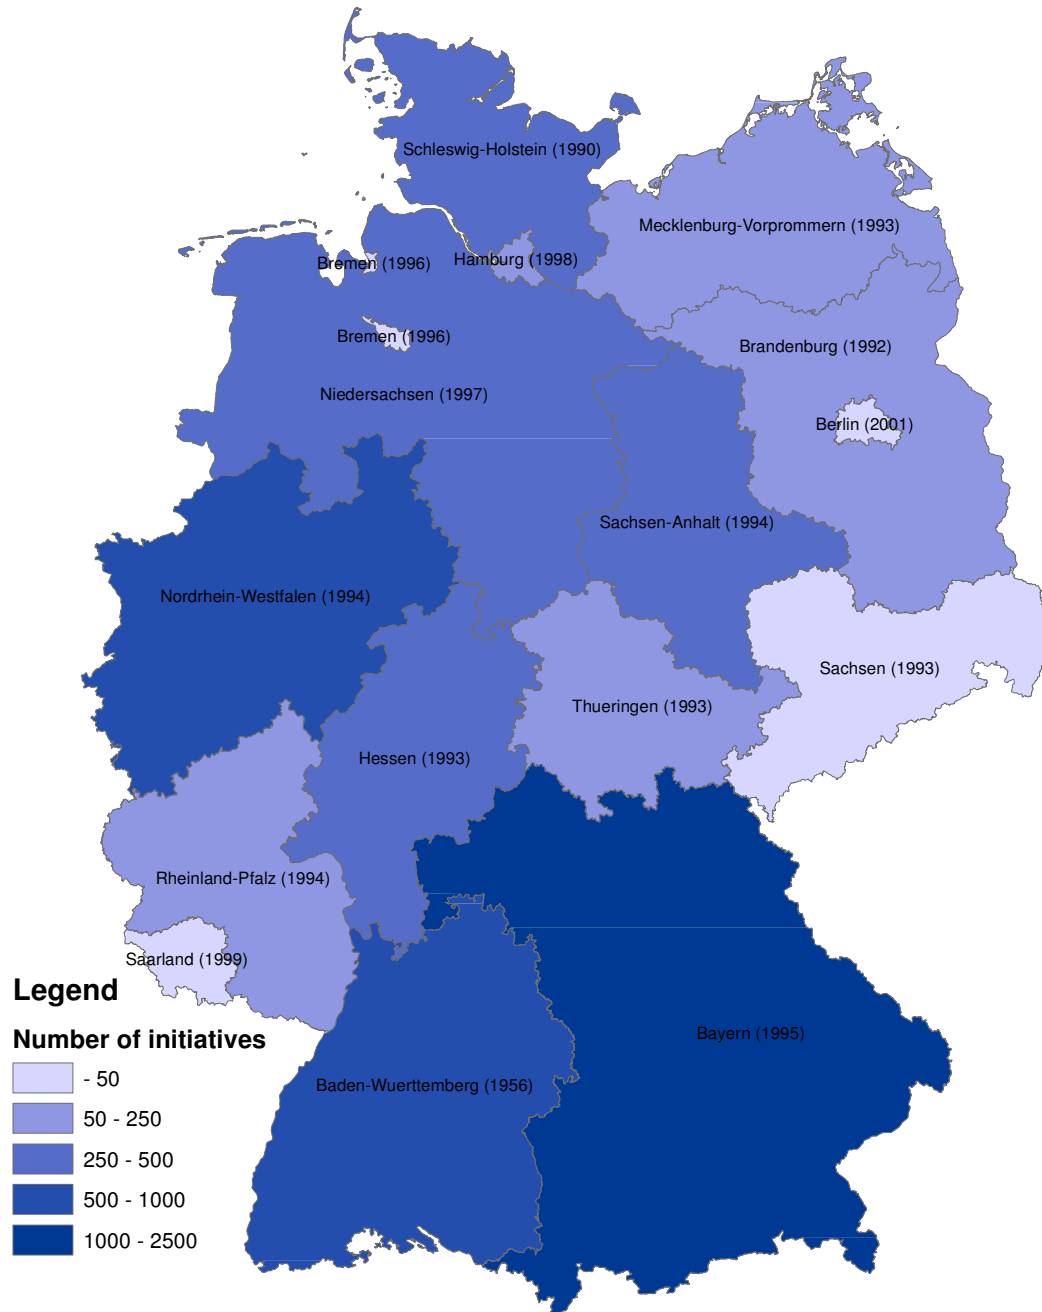 Schleswig-Holstein (1990)
Mecklenburg-Vorprommern (1993)
Bremen (1996)
Hamburg (1998)
Bremen (1996)
Brandenburg (1992)
Niedersachsen (1997)
Berlin (2001)
Sachsen-Anhalt (1994)
Nordrhein-Westfalen (1994)
Sachsen (1993)
Thueringen (1993)
Hessen (1993)
Rheinland-Pfalz (1994)
Saarland (1999)
Bayern (1995)
Baden-Wuerttemberg (1956)
Legend
Number of initiatives
- 50
50 - 250
250 - 500
500 - 1000
1000 - 2500